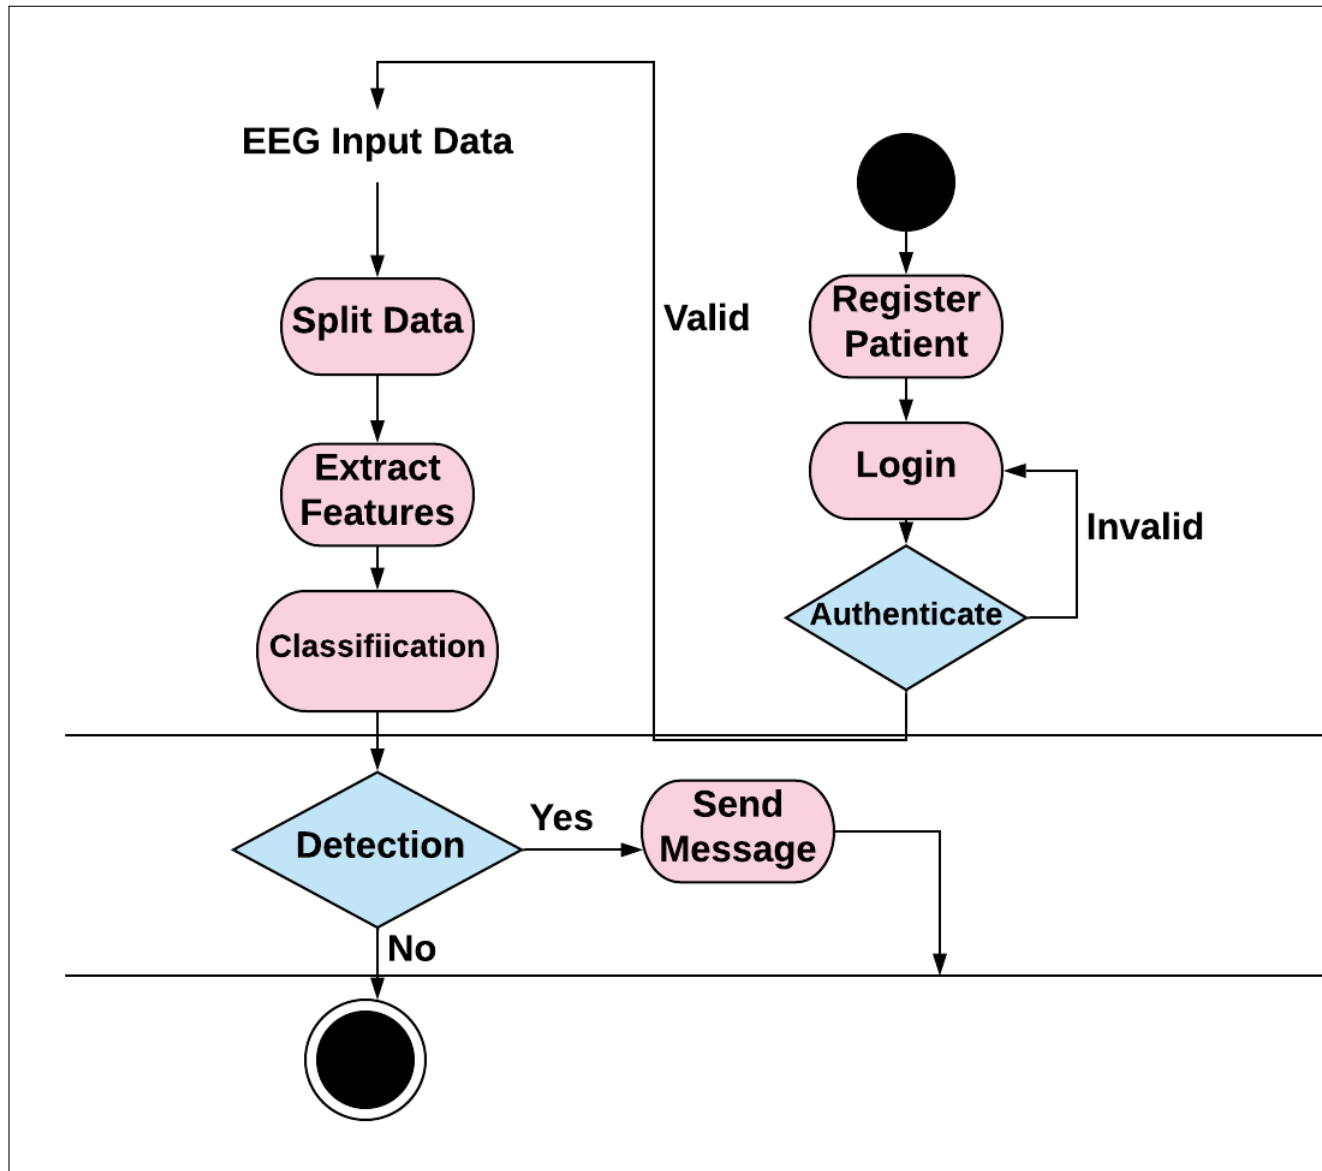 EEG Input Data
Split Data
Extract
Features
Classifiication
Valid
Register
Patient
Login
Invalid
Authenticate
Detection
Yes
Send
Message
No